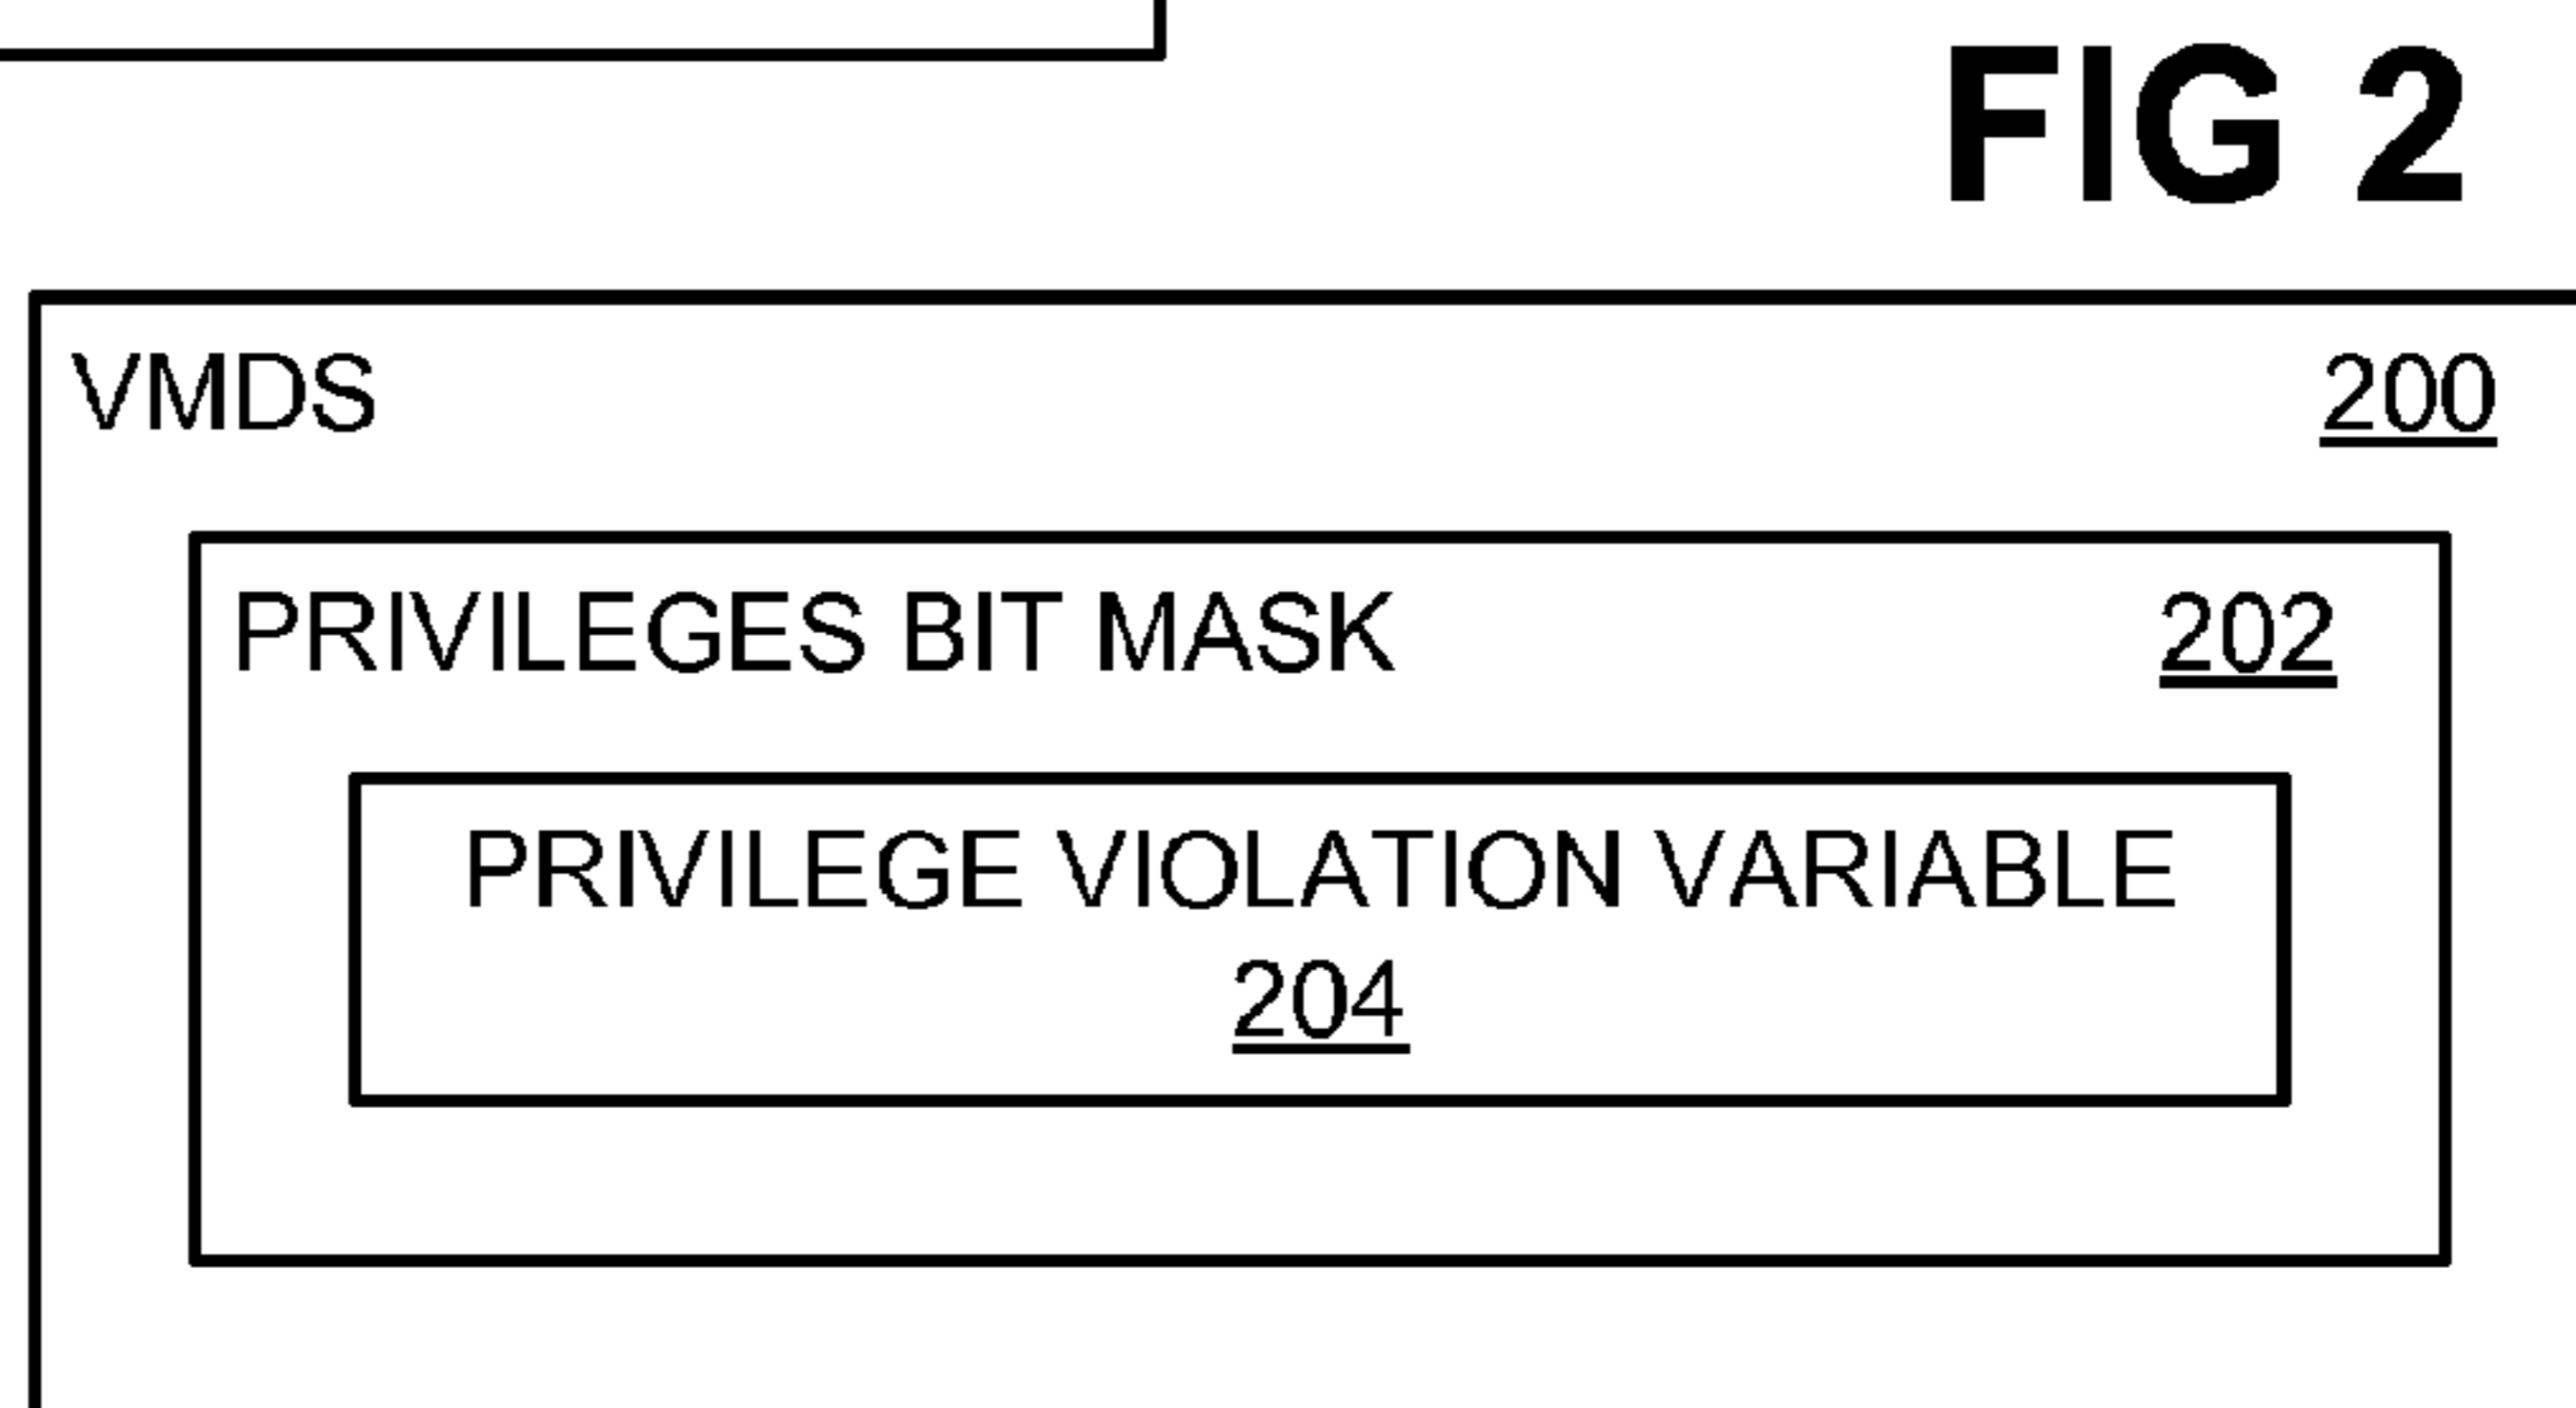 FIG 2
VMDS 200
PRIVILEGES BIT MASK 202
PRIVILEGE VIOLATION VARIABLE
204